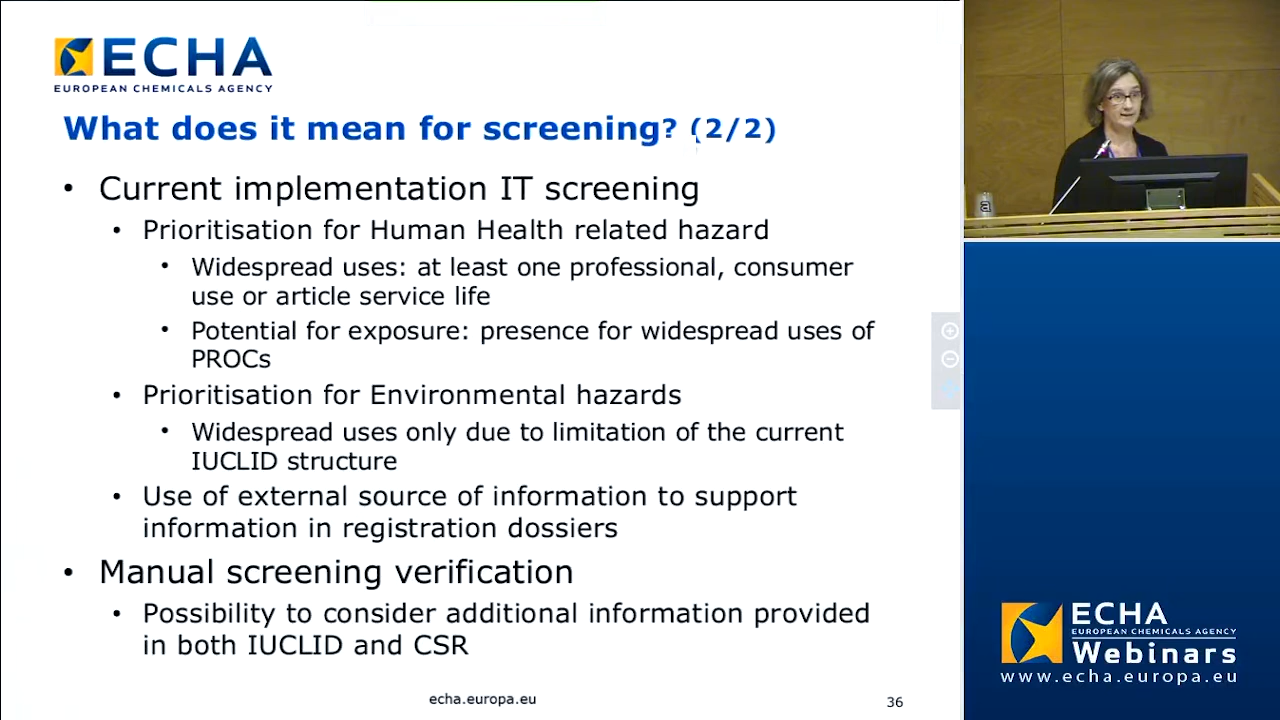 ECHA
EUROPEAN CHEMICALS AGENCY
What does it mean for screening? (2/2)
• Current implementation IT screening
• Prioritisation for Human Health related hazard
• Widespread uses: at least one professional, consumer
use or article service life
• Potential for exposure: presence for widespread uses of
PROCs
• Prioritisation for Environmental hazards
• Widespread uses only due to limitation of the current
IUCLID structure
• Use of external source of information to support
information in registration dossiers
• Manual screening verification
• Possibility to consider additional information provided
in both IUCLID and CSR
echa.europa.eu
36
ECHA
EUROPEAN CHEMICALS AGENCY
Webinars
www.echa.europa.eu